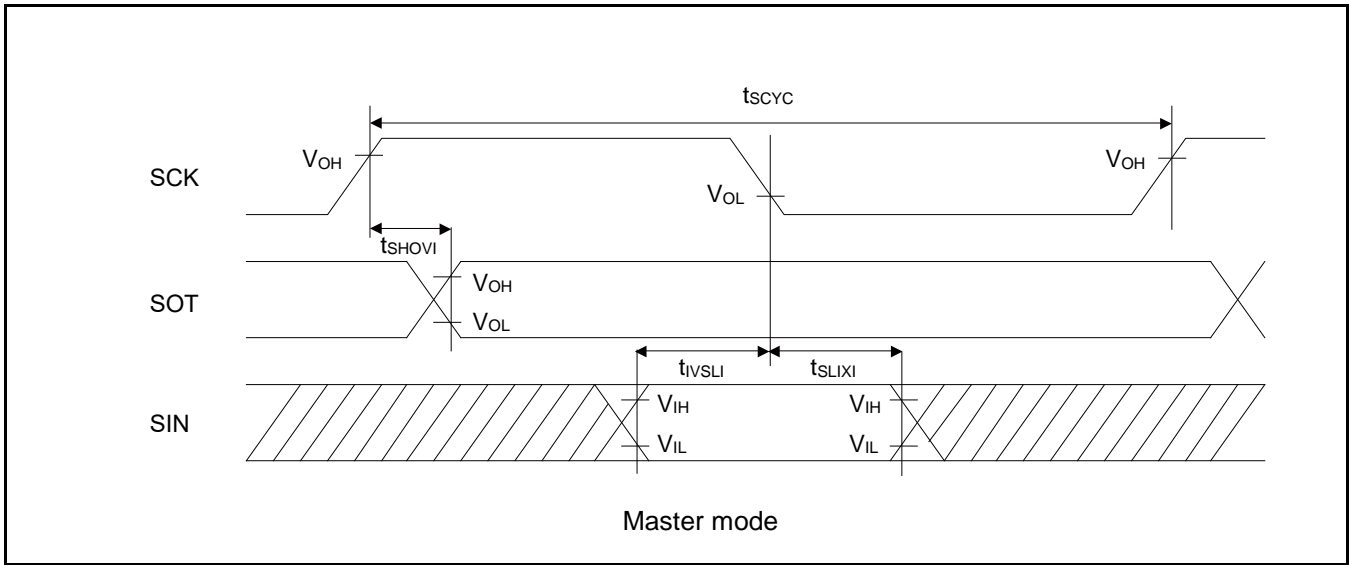 tSCYC
SCK
VOH
VOL
VOH
tSHOVI
SOT
VOH
VOL
tIVSLI
tSLIXI
SIN
VIH
VIH
VIL
VIL
Master mode